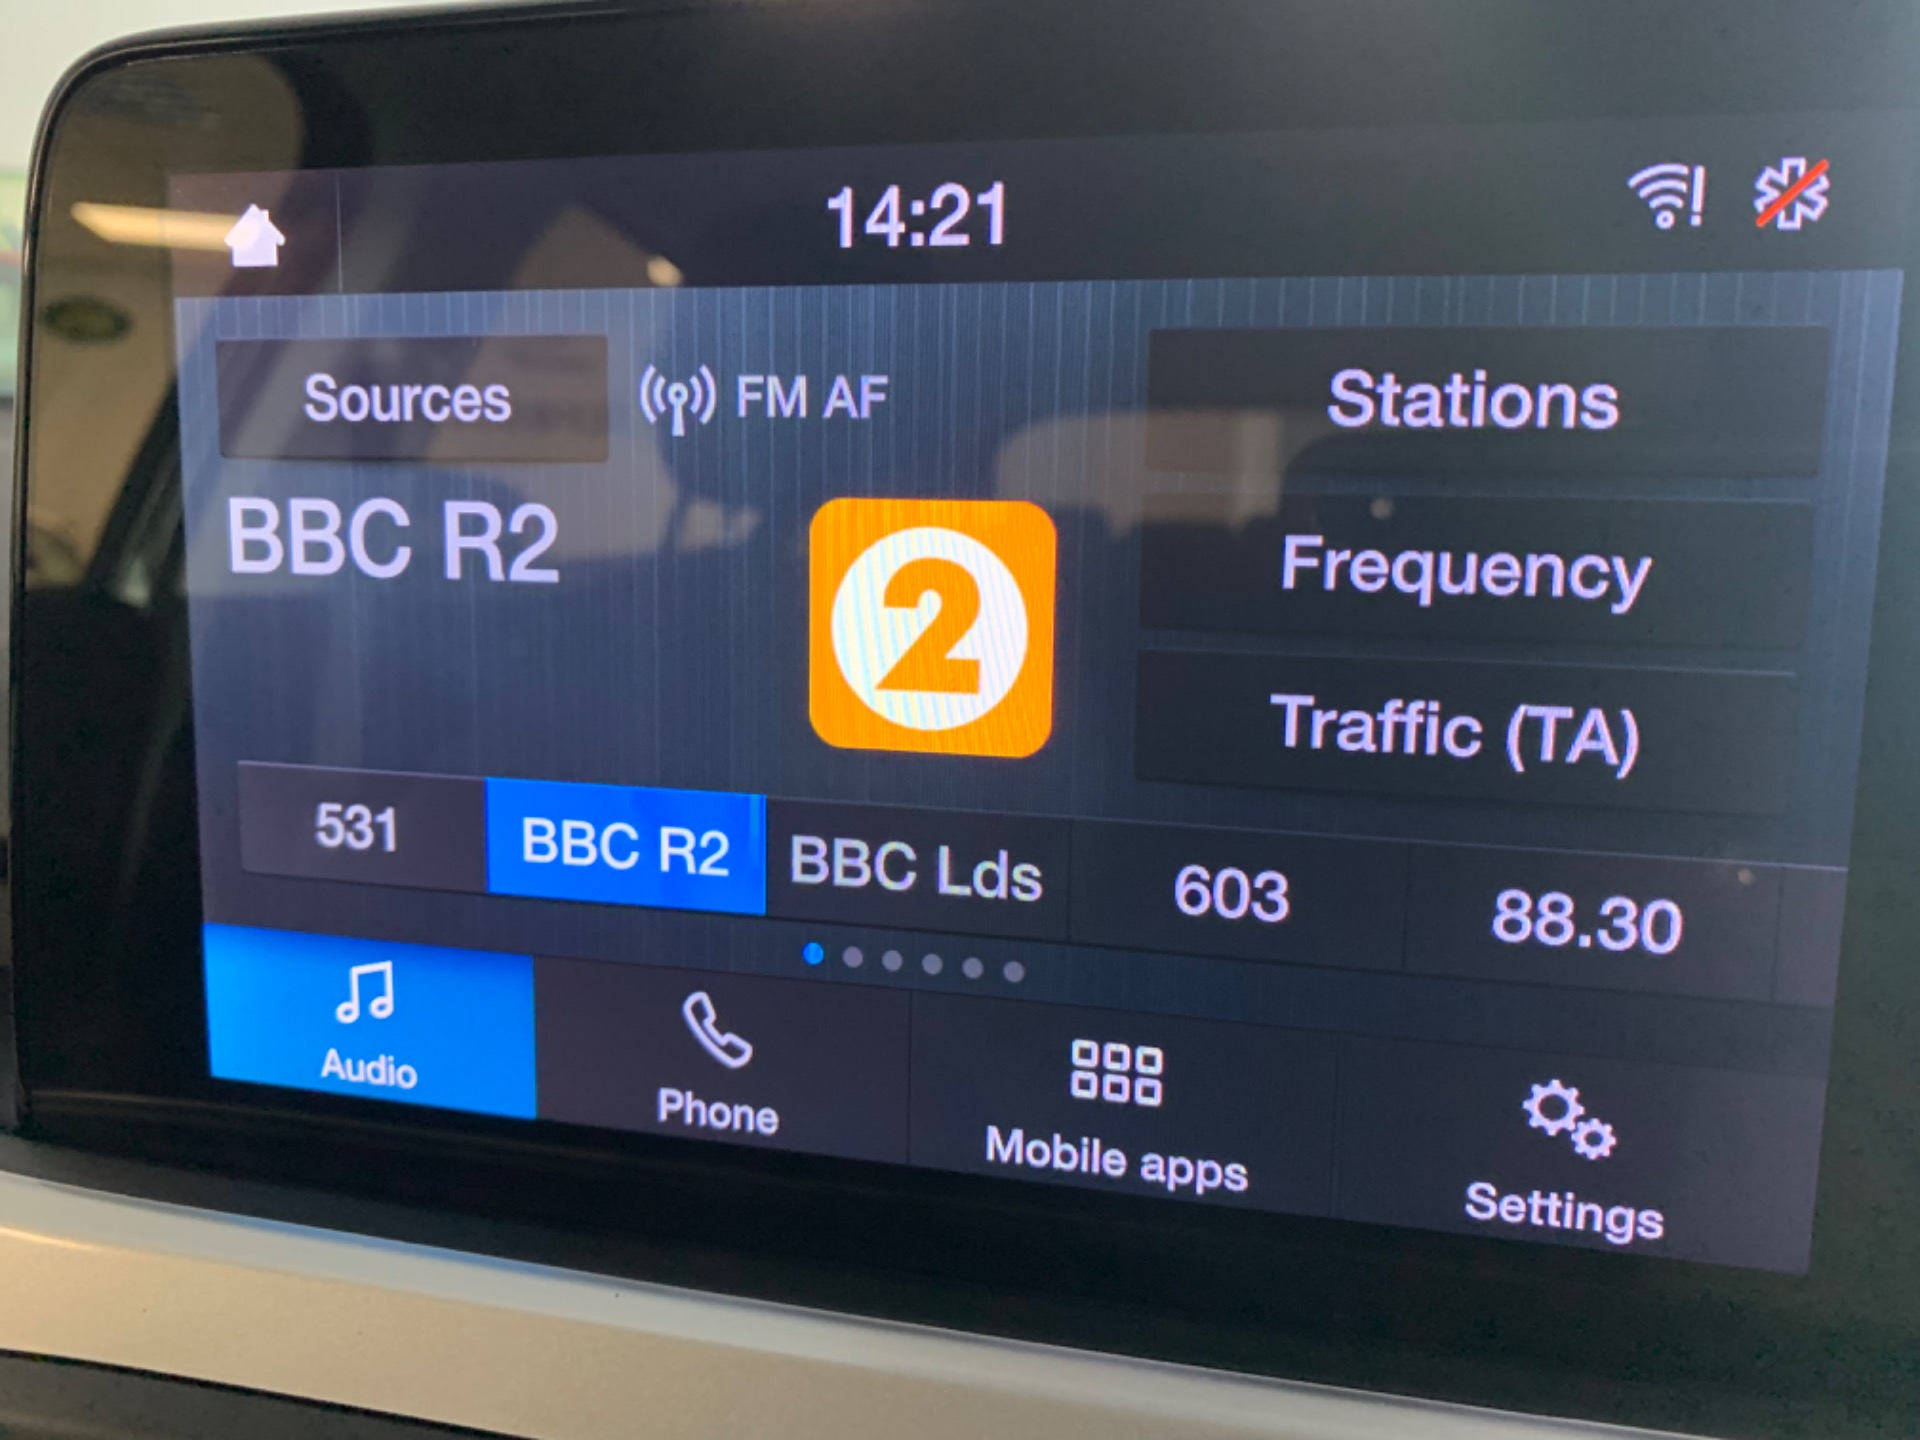 14:21
Sources
FM AF
Stations
BBC R2
2
Frequency
Traffic (TA)
531
BBC R2
BBC Lds
603
88.30
Audio
Phone
Mobile apps
Settings